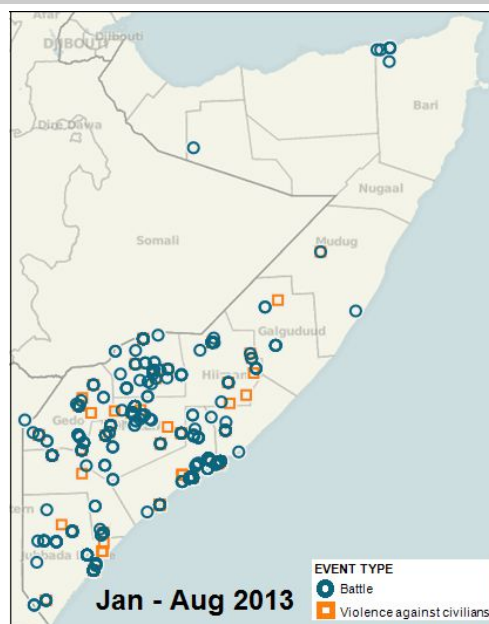 Afar
Djibouti
DJIBOUTI
Dire Dawa
Bari
Nugaal
Somali
Mudug
Galguduud
Hiiraan
Gedo
Jubbada
Jan - Aug 2013
EVENT TYPE
Battle
Violence against civilians